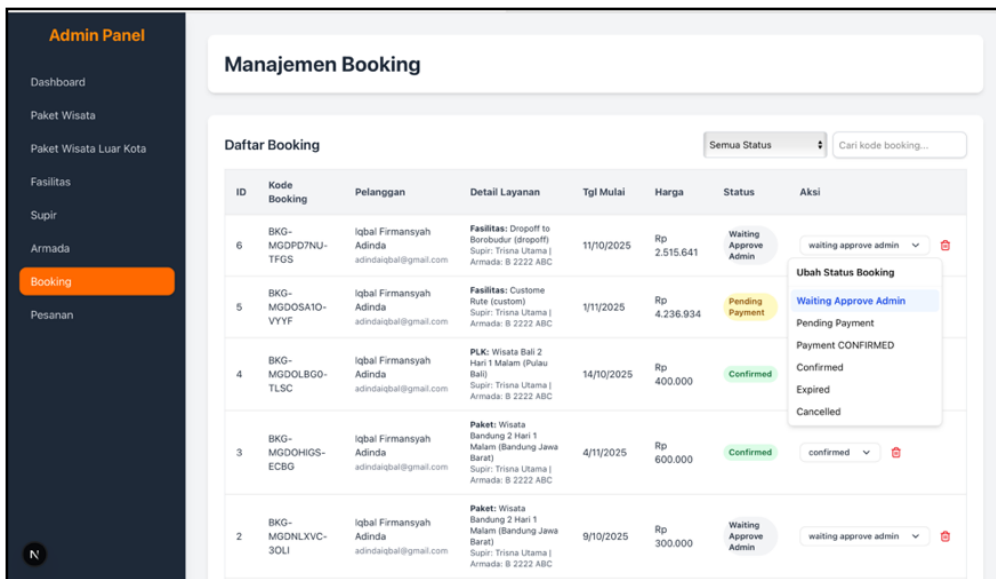 Admin Panel
Dashboard
Paket Wisata
Paket Wisata Luar Kota
Fasilitas
Supir
Armada
Booking
Pesanan
N
Manajemen Booking
Daftar Booking
Semua Status
Cari kode booking...
ID
Kode
Booking
Pelanggan
Detail Layanan
Tgl Mulai
Harga
Status
Aksi
6
BKG-
MGDPD7NU-
TFGS
Iqbal Firmansyah
Adinda
adindaiqbal@gmail.com
Fasilitas: Dropoff to
Borobudur (dropoff)
Supir: Trisna Utama |
Armada: B 2222 ABC
11/10/2025
Rp
2.515.641
Waiting
Approve
Admin
waiting approve admin
Ubah Status Booking
Waiting Approve Admin
Pending Payment
Payment CONFIRMED
Confirmed
Expired
Cancelled
5
BKG-
MGDOSA1O-
VYYF
Iqbal Firmansyah
Adinda
adindaiqbal@gmail.com
Fasilitas: Custome
Rute (custom)
Supir: Trisna Utama |
Armada: B 2222 ABC
1/11/2025
Rp
4.236.934
Pending
Payment
4
BKG-
MGDOLBG0-
TLSC
Iqbal Firmansyah
Adinda
adindaiqbal@gmail.com
PLK: Wisata Bali 2
Hari 1 Malam (Pulau
Bali)
Supir: Trisna Utama |
Armada: B 2222 ABC
14/10/2025
Rp
400.000
Confirmed
3
BKG-
MGDOHIGS-
ECBG
Iqbal Firmansyah
Adinda
adindaiqbal@gmail.com
Paket: Wisata
Bandung 2 Hari 1
Malam (Bandung Jawa
Barat)
Supir: Trisna Utama |
Armada: B 2222 ABC
4/11/2025
Rp
600.000
Confirmed
confirmed
2
BKG-
MGDNLXVC-
3OLI
Iqbal Firmansyah
Adinda
adindaiqbal@gmail.com
Paket: Wisata
Bandung 2 Hari 1
Malam (Bandung Jawa
Barat)
Supir: Trisna Utama |
Armada: B 2222 ABC
9/10/2025
Rp
300.000
Waiting
Approve
Admin
waiting approve admin